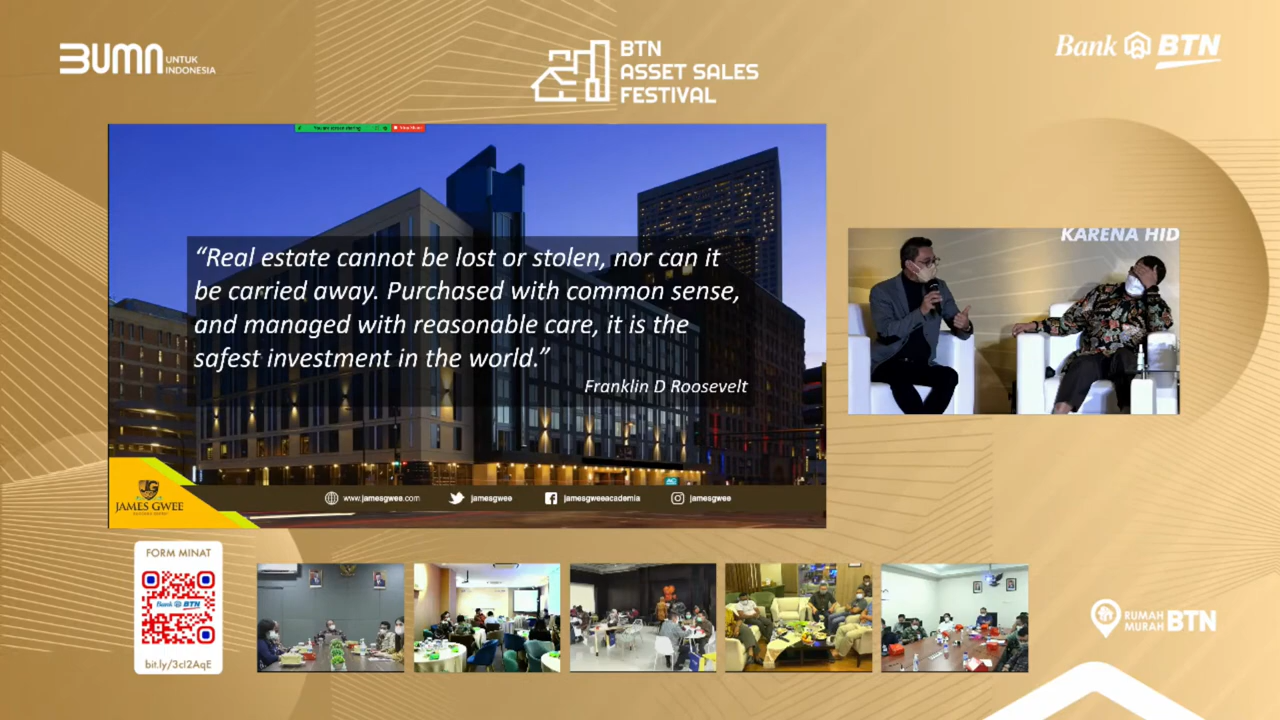 BUMN
UNTUK
INDONESIA
BTN
ASSET SALES
FESTIVAL
Bank BTN
“Real estate cannot be lost or stolen, nor can it
be carried away. Purchased with common sense,
and managed with reasonable care, it is the
safest investment in the world.”
Franklin D Roosevelt
KARENA HID
JAMES GWEE
www.jamesgwee.com
jamesgwee
jamesgweeacademia
jamesgwee
FORM MINAT
Bank BTN
bit.ly/3cI2AqE
RUMAH
MURAH BTN